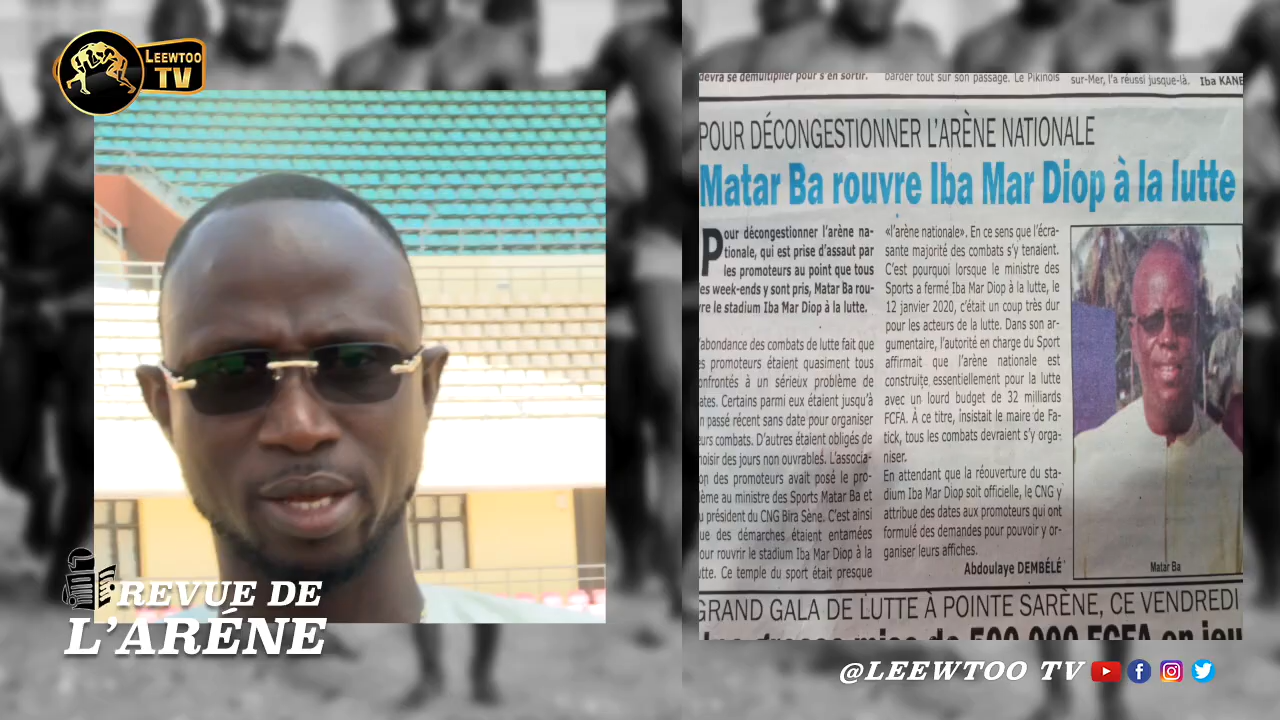 LEEWTOO
TV
devra se démultiplier pour s'en sortir.
barder tout sur son passage. Le Pikinois
sur-Mer, l'a réussi jusque-là. Iba KANE
POUR DÉCONGESTIONNER L'ARÈNE NATIONALE
Matar Ba rouvre Iba Mar Diop à la lutte
Pour décongestionner l'arène na-
tionale, qui est prise d'assaut par
les promoteurs au point que tous
es week-ends y sont pris, Matar Ba rou-
vre le stadium Iba Mar Diop à la lutte.
'abondance des combats de lutte fait que
es promoteurs étaient quasiment tous
onfrontés à un sérieux problème de
ates. Certains parmi eux étaient jusqu'à
n passé récent sans date pour organiser
eurs combats. D'autres étaient obligés de
hoisir des jours non ouvrables. L'associa-
on des promoteurs avait posé le pro-
ème au ministre des Sports Matar Ba et
u président du CNG Bira Sène. C'est ainsi
ue des démarches étaient entamées
our rouvrir le stadium Iba Mar Diop à la
utte. Ce temple du sport était presque
«l'arène nationale». En ce sens que l'écra-
sante majorité des combats s'y tenaient.
C'est pourquoi lorsque le ministre des
Sports a fermé Iba Mar Diop à la lutte, le
12 janvier 2020, c'était un coup très dur
pour les acteurs de la lutte. Dans son ar-
gumentaire, l'autorité en charge du Sport
affirmait que l'arène nationale est
construite essentiellement pour la lutte
avec un lourd budget de 32 milliards
FCFA. À ce titre, insistait le maire de Fa-
tick, tous les combats devraient s'y orga-
niser.
En attendant que la réouverture du sta-
dium Iba Mar Diop soit officielle, le CNG y
attribue des dates aux promoteurs qui ont
formulé des demandes pour pouvoir y or-
ganiser leurs affiches.
Abdoulaye DEMBÉLÉ
Matar Ba
GRAND GALA DE LUTTE À POINTE SARÈNE, CE VENDREDI
mise de 500 000 FCFA en jeu
REVUE DE
L'ARÉNE
@LEEWTOO TV